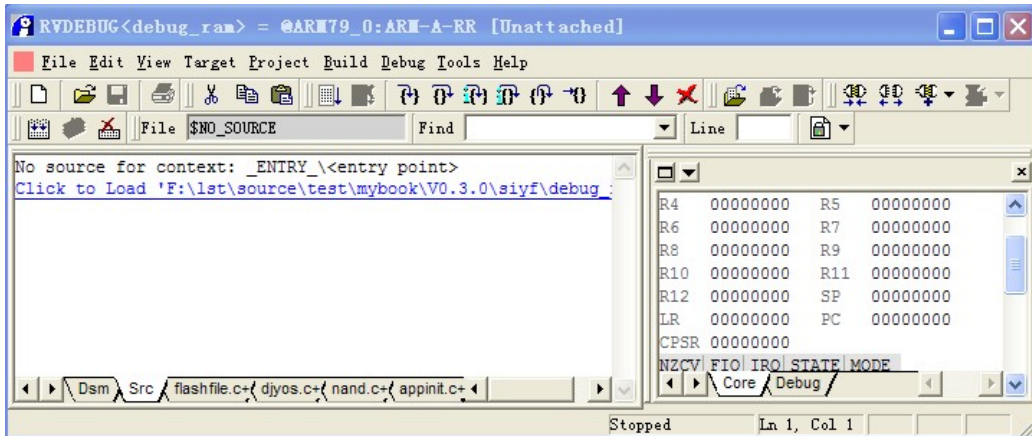 RVDEBUG<debug_ram> = @ARM79_0:ARM-A-RR [Unattached]
File Edit View Target Project Build Debug Tools Help
File $NO_SOURCE Find Line
No source for context: _ENTRY_\<entry point>
Click to Load 'F:\lst\source\test\mybook\V0.3.0\siyf\debug_
R4 00000000 R5 00000000
R6 00000000 R7 00000000
R8 00000000 R9 00000000
R10 00000000 R11 00000000
R12 00000000 SP 00000000
LR 00000000 PC 00000000
CPSR 00000000
NZCV FIQ IRQ STATE MODE
Dsm Src flashfile.c+ djyos.c+ nand.c+ appinit.c+
Core Debug
Stopped Ln 1, Col 1